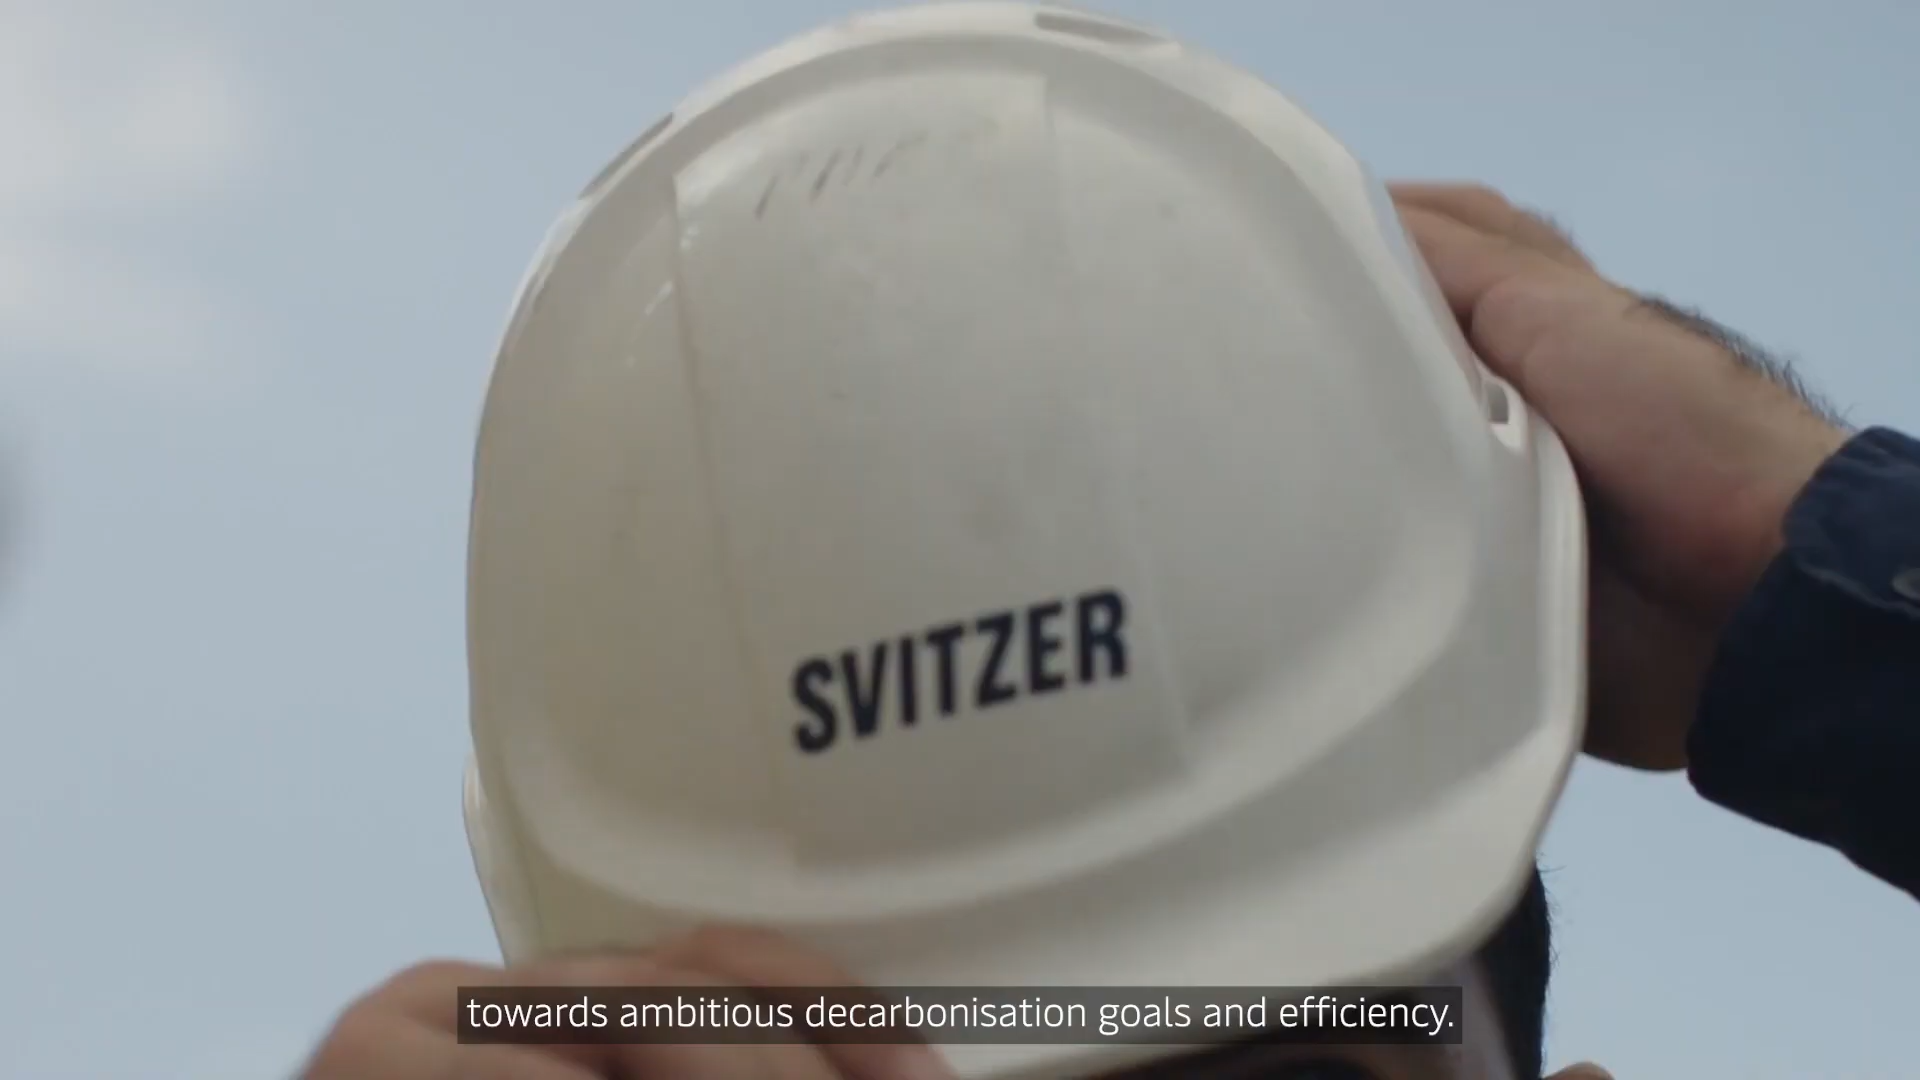 SVITZER
towards ambitious decarbonisation goals and efficiency.